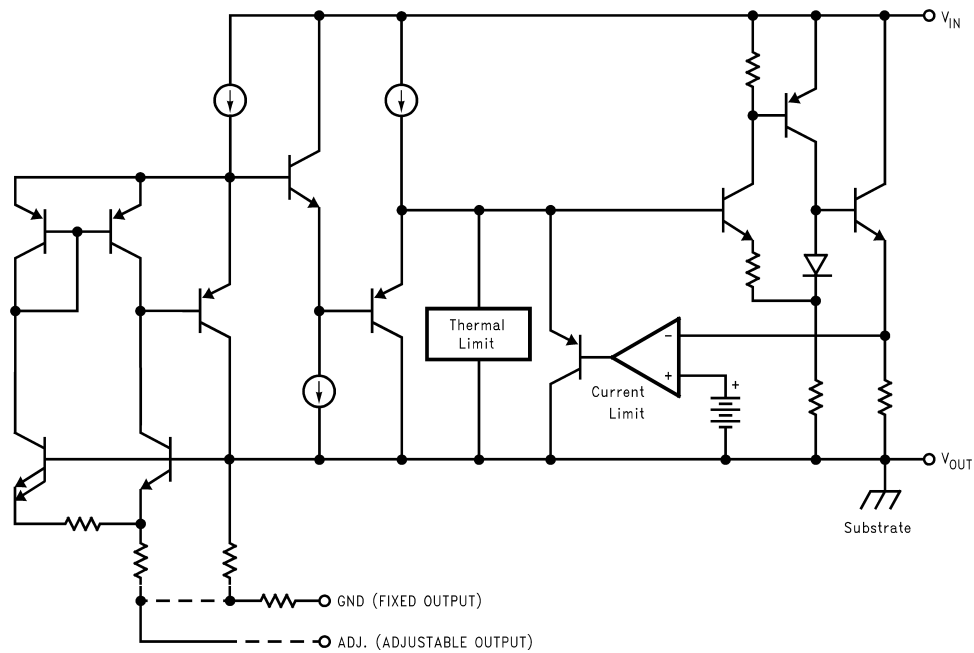 V_IN
Thermal
Limit
−
+
+
Current
Limit
V_OUT
Substrate
GND (FIXED OUTPUT)
ADJ. (ADJUSTABLE OUTPUT)